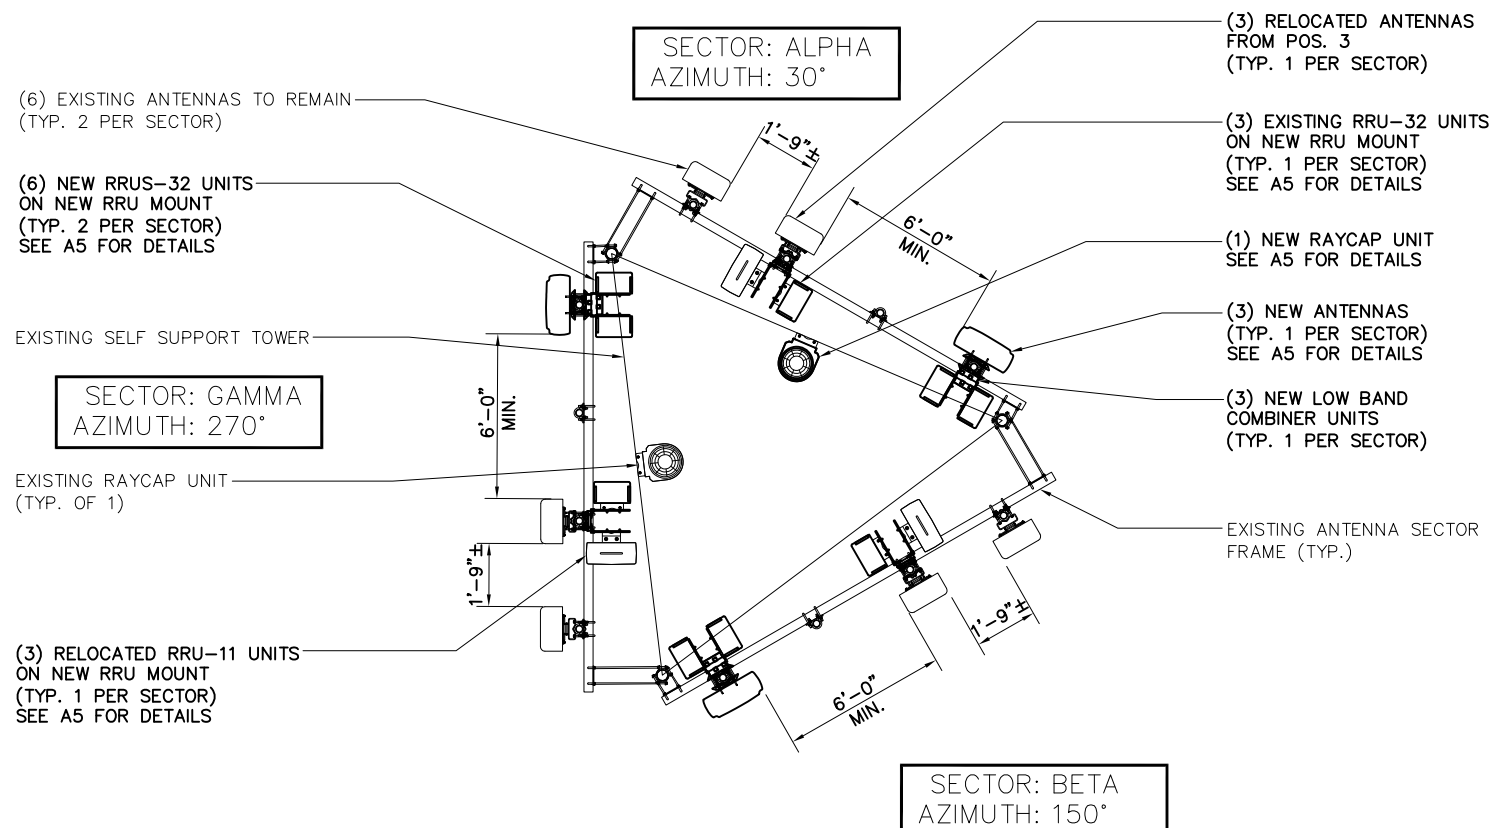 SECTOR: ALPHA
AZIMUTH: 30°
(3) RELOCATED ANTENNAS
FROM POS. 3
(TYP. 1 PER SECTOR)
(6) EXISTING ANTENNAS TO REMAIN
(TYP. 2 PER SECTOR)
(3) EXISTING RRU-32 UNITS
ON NEW RRU MOUNT
(TYP. 1 PER SECTOR)
SEE A5 FOR DETAILS
1'-9"±
(6) NEW RRUS-32 UNITS
ON NEW RRU MOUNT
(TYP. 2 PER SECTOR)
SEE A5 FOR DETAILS
6'-0"
MIN.
(1) NEW RAYCAP UNIT
SEE A5 FOR DETAILS
(3) NEW ANTENNAS
(TYP. 1 PER SECTOR)
SEE A5 FOR DETAILS
EXISTING SELF SUPPORT TOWER
SECTOR: GAMMA
AZIMUTH: 270°
6'-0"
MIN.
(3) NEW LOW BAND
COMBINER UNITS
(TYP. 1 PER SECTOR)
EXISTING RAYCAP UNIT
(TYP. OF 1)
EXISTING ANTENNA SECTOR
FRAME (TYP.)
1'-9"±
1'-9"±
(3) RELOCATED RRU-11 UNITS
ON NEW RRU MOUNT
(TYP. 1 PER SECTOR)
SEE A5 FOR DETAILS
6'-0"
MIN.
SECTOR: BETA
AZIMUTH: 150°